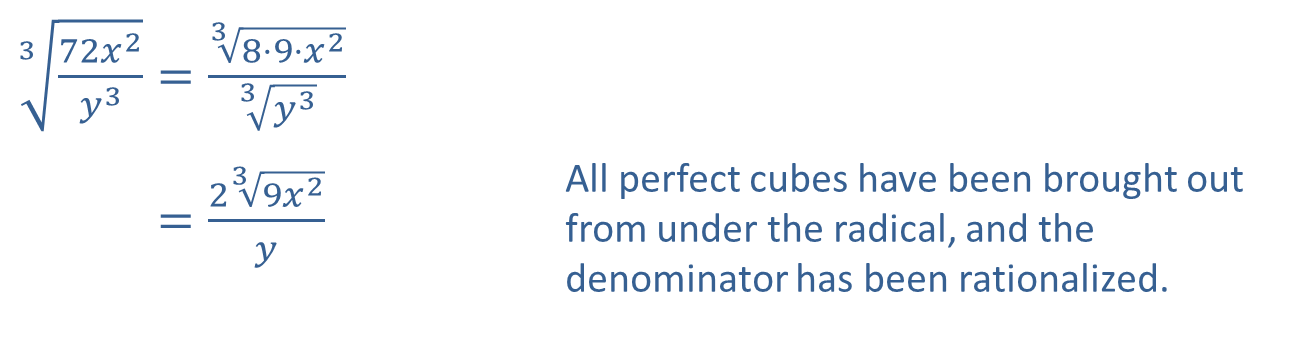 ∛(72x²/y³) = ∛(8·9·x²)/∛(y³)
= 2∛(9x²)/y
All perfect cubes have been brought out
from under the radical, and the
denominator has been rationalized.